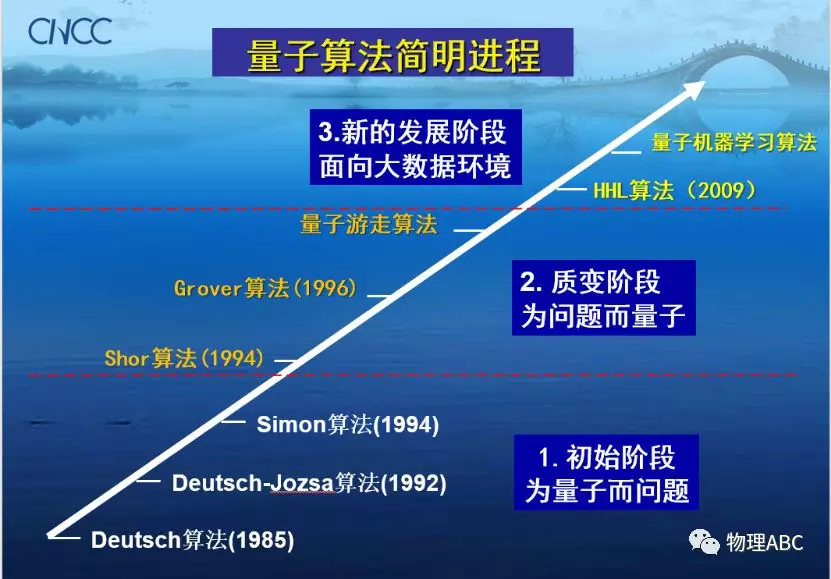 CNCC
量子算法简明进程
3.新的发展阶段
面向大数据环境
量子机器学习算法
HHL算法（2009）
量子游走算法
2. 质变阶段
为问题而量子
Grover算法(1996)
Shor算法(1994)
Simon算法(1994)
1. 初始阶段
为量子而问题
Deutsch-Jozsa算法(1992)
Deutsch算法(1985)
物理ABC